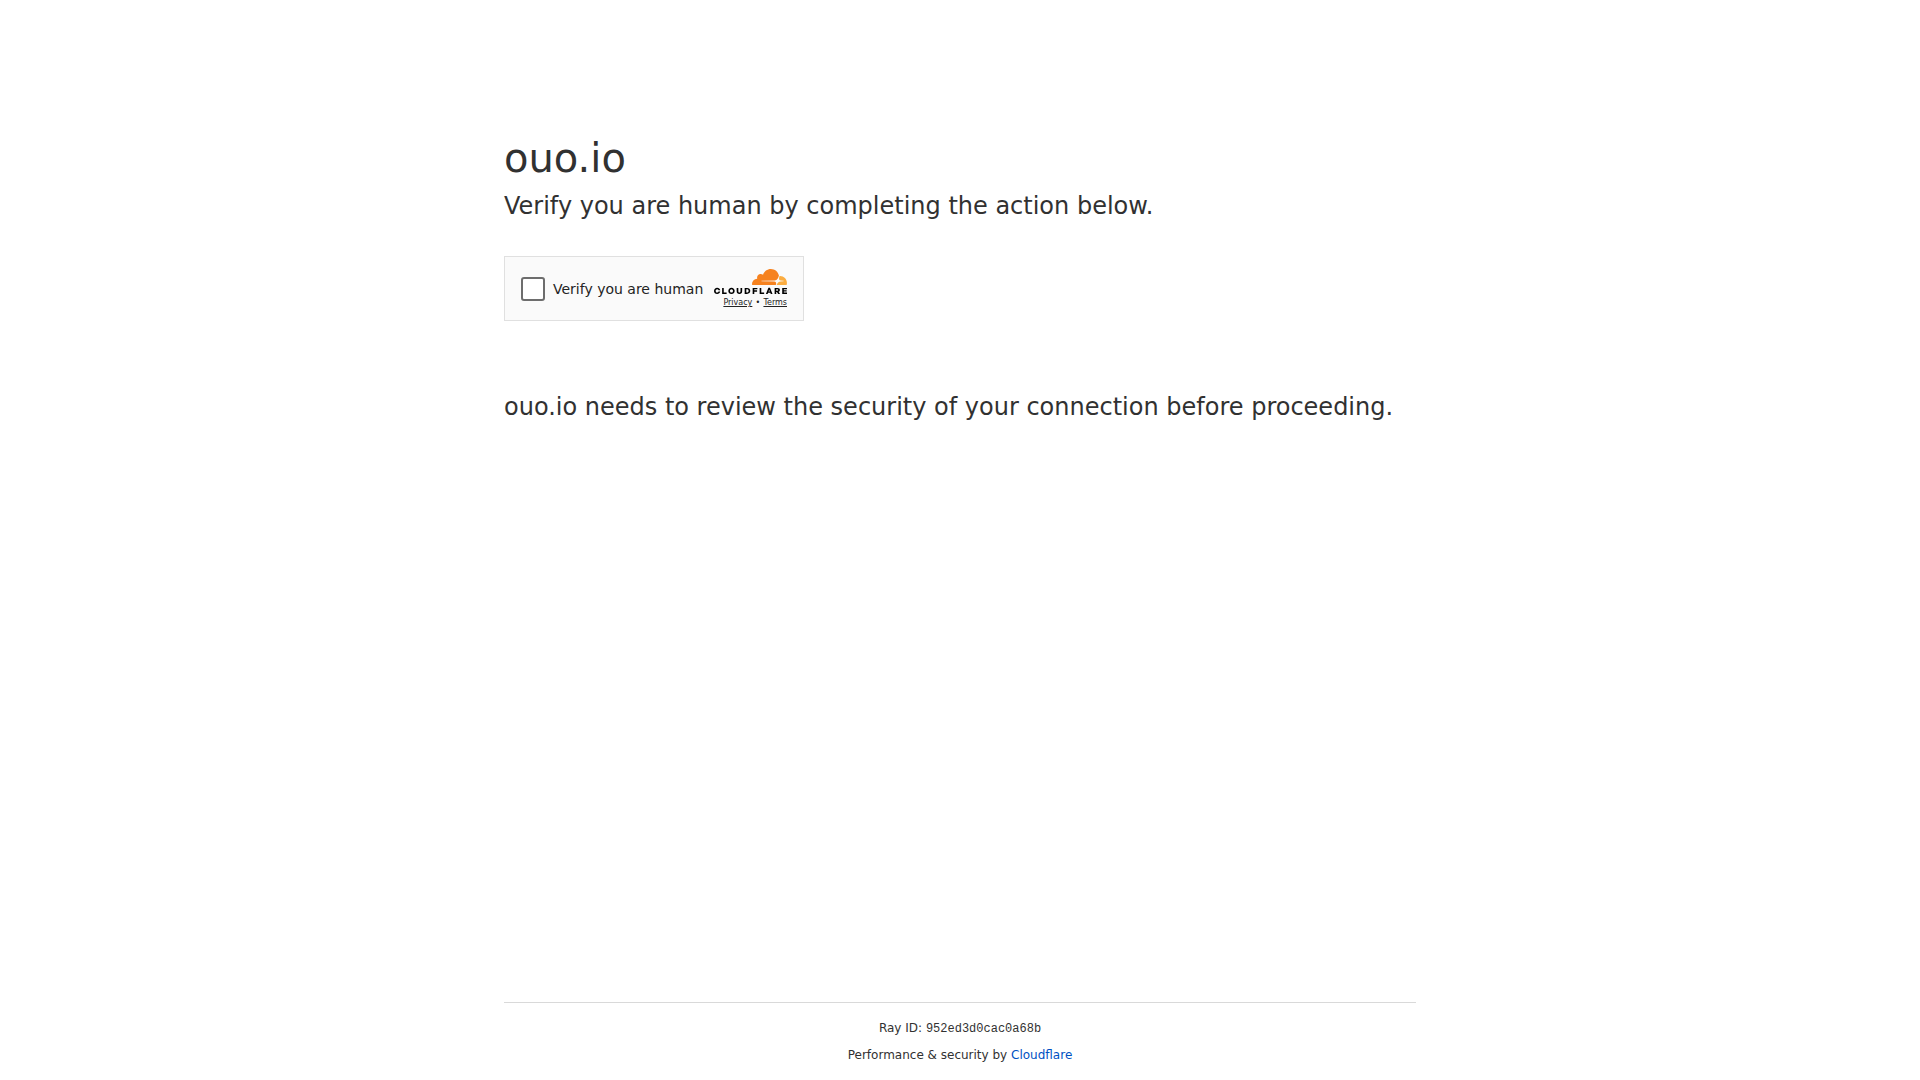 ouo.io
Verify you are human by completing the action below.
Verify you are human
CLOUDFLARE
Privacy • Terms
ouo.io needs to review the security of your connection before proceeding.
Ray ID: 952ed3d0cac0a68b
Performance & security by Cloudflare